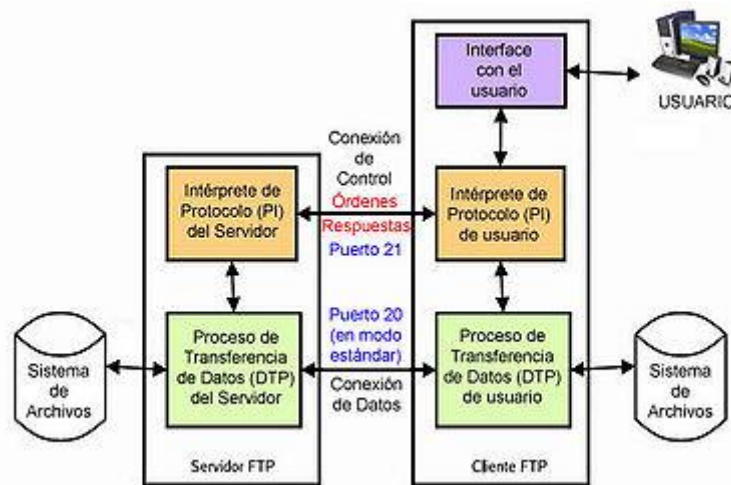 Interface
con el
usuario
USUARIO
Conexión
de
Control
Órdenes
Respuestas
Puerto 21
Intérprete de
Protocolo (PI)
del Servidor
Intérprete de
Protocolo (PI)
de usuario
Puerto 20
(en modo
estándar)
Conexión
de Datos
Sistema
de
Archivos
Proceso de
Transferencia
de Datos (DTP)
del Servidor
Proceso de
Transferencia
de Datos (DTP)
de usuario
Sistema
de
Archivos
Servidor FTP
Cliente FTP